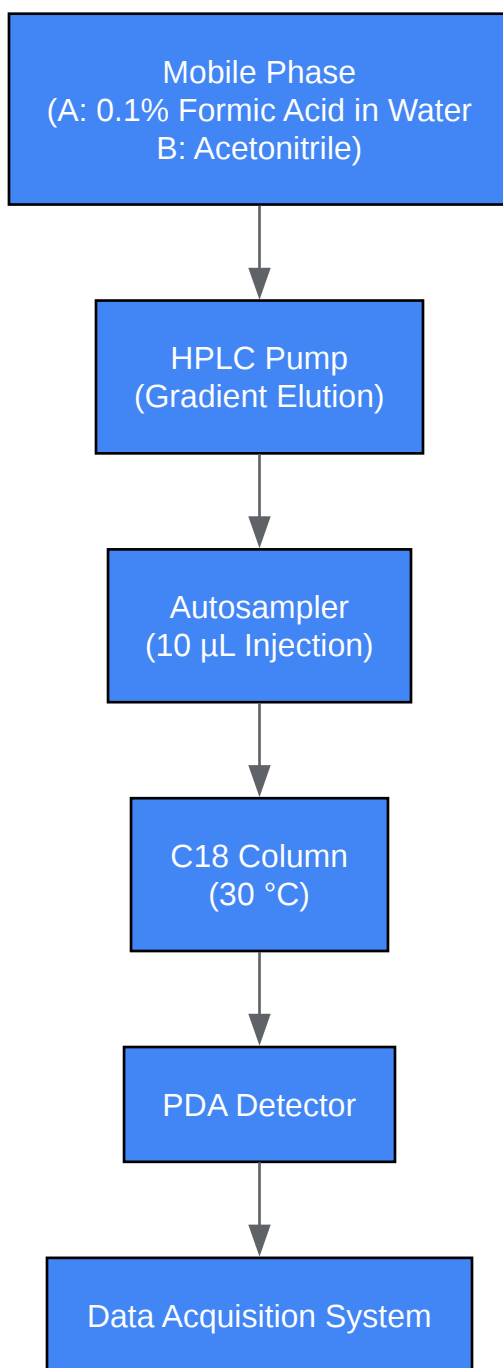 Mobile Phase
(A: 0.1% Formic Acid in Water
B: Acetonitrile)
HPLC Pump
(Gradient Elution)
Autosampler
(10 µL Injection)
C18 Column
(30 °C)
PDA Detector
Data Acquisition System